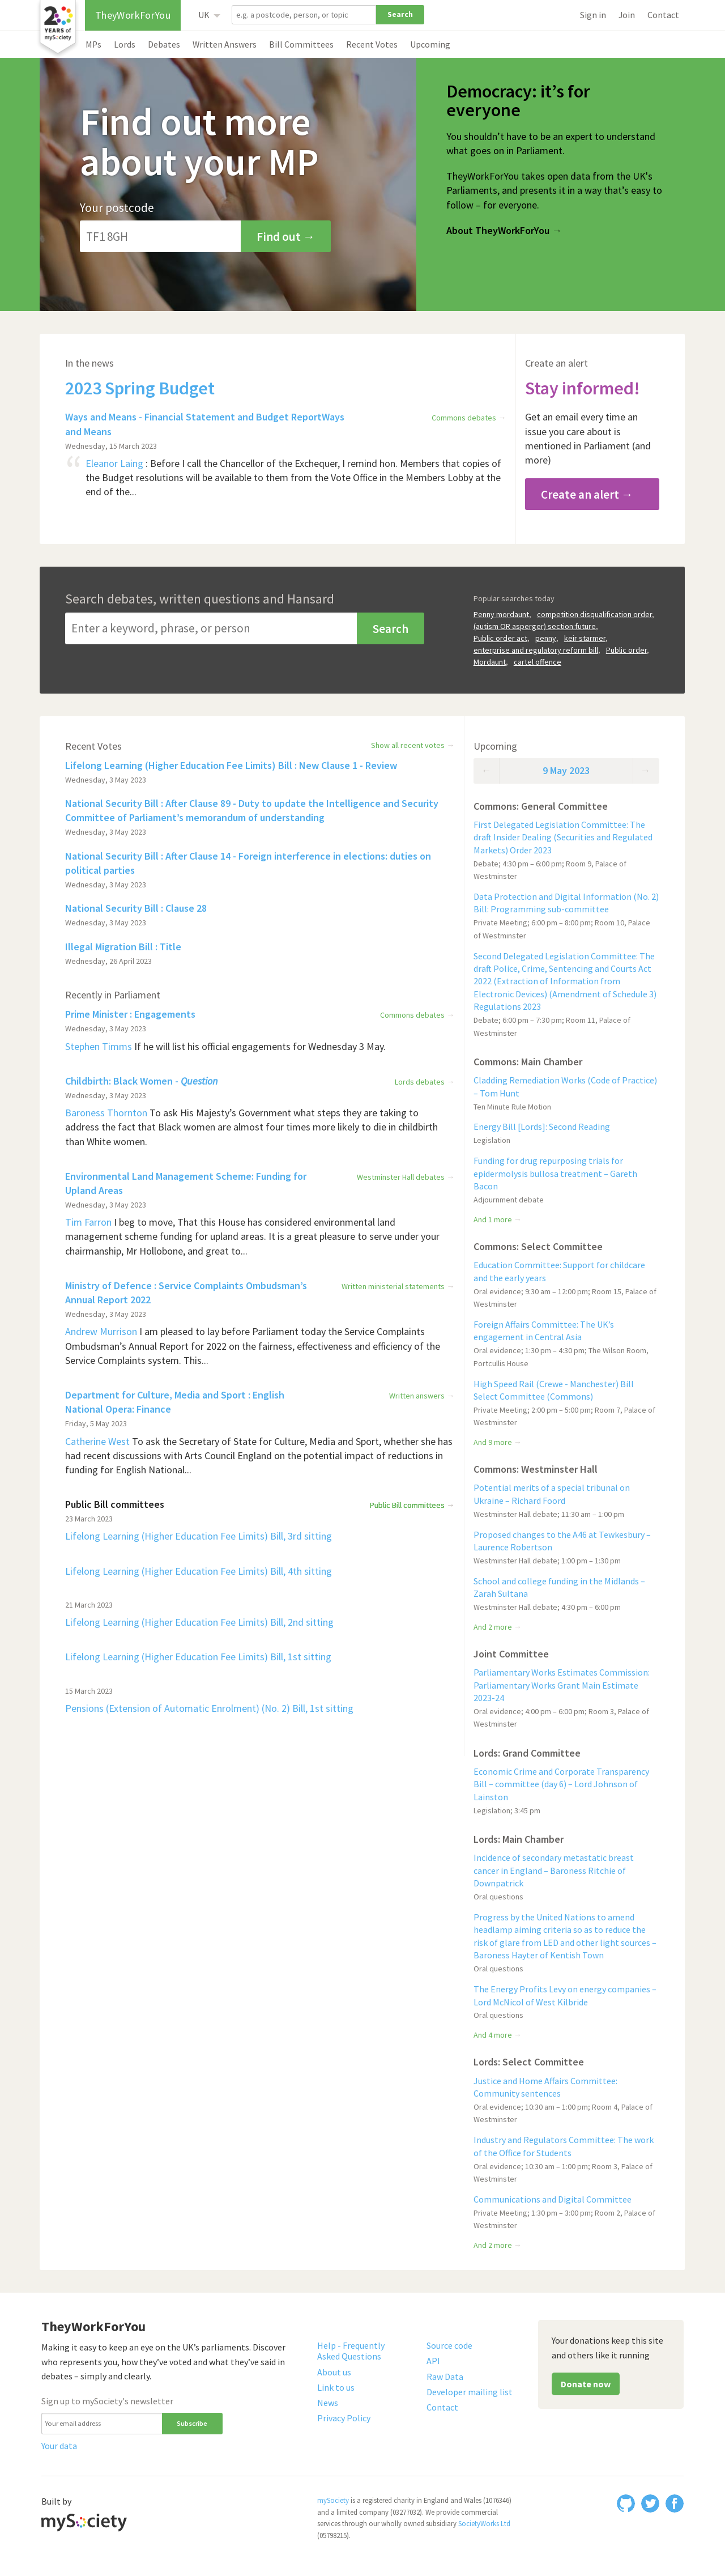 20
YEARS of
mySociety
TheyWorkForYou
UK
e.g. a postcode, person, or topic
Search
Sign in
Join
Contact
MPs
Lords
Debates
Written Answers
Bill Committees
Recent Votes
Upcoming
Find out more
about your MP
Your postcode
TF1 8GH
Find out →
Democracy: it’s for
everyone
You shouldn’t have to be an expert to understand
what goes on in Parliament.
TheyWorkForYou takes open data from the UK's
Parliaments, and presents it in a way that’s easy to
follow – for everyone.
About TheyWorkForYou →
In the news
2023 Spring Budget
Ways and Means - Financial Statement and Budget ReportWays
and Means
Commons debates →
Wednesday, 15 March 2023
“
Eleanor Laing : Before I call the Chancellor of the Exchequer, I remind hon. Members that copies of
the Budget resolutions will be available to them from the Vote Office in the Members Lobby at the
end of the...
Create an alert
Stay informed!
Get an email every time an
issue you care about is
mentioned in Parliament (and
more)
Create an alert →
Search debates, written questions and Hansard
Enter a keyword, phrase, or person
Search
Popular searches today
Penny mordaunt, competition disqualification order,
(autism OR asperger) section:future,
Public order act, penny, keir starmer,
enterprise and regulatory reform bill, Public order,
Mordaunt, cartel offence
Recent Votes
Show all recent votes →
Lifelong Learning (Higher Education Fee Limits) Bill : New Clause 1 - Review
Wednesday, 3 May 2023
National Security Bill : After Clause 89 - Duty to update the Intelligence and Security
Committee of Parliament’s memorandum of understanding
Wednesday, 3 May 2023
National Security Bill : After Clause 14 - Foreign interference in elections: duties on
political parties
Wednesday, 3 May 2023
National Security Bill : Clause 28
Wednesday, 3 May 2023
Illegal Migration Bill : Title
Wednesday, 26 April 2023
Recently in Parliament
Prime Minister : Engagements
Commons debates →
Wednesday, 3 May 2023
Stephen Timms If he will list his official engagements for Wednesday 3 May.
Childbirth: Black Women - Question
Lords debates →
Wednesday, 3 May 2023
Baroness Thornton To ask His Majesty’s Government what steps they are taking to
address the fact that Black women are almost four times more likely to die in childbirth
than White women.
Environmental Land Management Scheme: Funding for
Upland Areas
Westminster Hall debates →
Wednesday, 3 May 2023
Tim Farron I beg to move, That this House has considered environmental land
management scheme funding for upland areas. It is a great pleasure to serve under your
chairmanship, Mr Hollobone, and great to...
Ministry of Defence : Service Complaints Ombudsman’s
Annual Report 2022
Written ministerial statements →
Wednesday, 3 May 2023
Andrew Murrison I am pleased to lay before Parliament today the Service Complaints
Ombudsman’s Annual Report for 2022 on the fairness, effectiveness and efficiency of the
Service Complaints system. This...
Department for Culture, Media and Sport : English
National Opera: Finance
Written answers →
Friday, 5 May 2023
Catherine West To ask the Secretary of State for Culture, Media and Sport, whether she has
had recent discussions with Arts Council England on the potential impact of reductions in
funding for English National...
Public Bill committees
Public Bill committees →
23 March 2023
Lifelong Learning (Higher Education Fee Limits) Bill, 3rd sitting
Lifelong Learning (Higher Education Fee Limits) Bill, 4th sitting
21 March 2023
Lifelong Learning (Higher Education Fee Limits) Bill, 2nd sitting
Lifelong Learning (Higher Education Fee Limits) Bill, 1st sitting
15 March 2023
Pensions (Extension of Automatic Enrolment) (No. 2) Bill, 1st sitting
Upcoming
← 9 May 2023 →
Commons: General Committee
First Delegated Legislation Committee: The
draft Insider Dealing (Securities and Regulated
Markets) Order 2023
Debate; 4:30 pm – 6:00 pm; Room 9, Palace of
Westminster
Data Protection and Digital Information (No. 2)
Bill: Programming sub-committee
Private Meeting; 6:00 pm – 8:00 pm; Room 10, Palace
of Westminster
Second Delegated Legislation Committee: The
draft Police, Crime, Sentencing and Courts Act
2022 (Extraction of Information from
Electronic Devices) (Amendment of Schedule 3)
Regulations 2023
Debate; 6:00 pm – 7:30 pm; Room 11, Palace of
Westminster
Commons: Main Chamber
Cladding Remediation Works (Code of Practice)
– Tom Hunt
Ten Minute Rule Motion
Energy Bill [Lords]: Second Reading
Legislation
Funding for drug repurposing trials for
epidermolysis bullosa treatment – Gareth
Bacon
Adjournment debate
And 1 more →
Commons: Select Committee
Education Committee: Support for childcare
and the early years
Oral evidence; 9:30 am – 12:00 pm; Room 15, Palace of
Westminster
Foreign Affairs Committee: The UK’s
engagement in Central Asia
Oral evidence; 1:30 pm – 4:30 pm; The Wilson Room,
Portcullis House
High Speed Rail (Crewe - Manchester) Bill
Select Committee (Commons)
Private Meeting; 2:00 pm – 5:00 pm; Room 7, Palace of
Westminster
And 9 more →
Commons: Westminster Hall
Potential merits of a special tribunal on
Ukraine – Richard Foord
Westminster Hall debate; 11:30 am – 1:00 pm
Proposed changes to the A46 at Tewkesbury –
Laurence Robertson
Westminster Hall debate; 1:00 pm – 1:30 pm
School and college funding in the Midlands –
Zarah Sultana
Westminster Hall debate; 4:30 pm – 6:00 pm
And 2 more →
Joint Committee
Parliamentary Works Estimates Commission:
Parliamentary Works Grant Main Estimate
2023-24
Oral evidence; 4:00 pm – 6:00 pm; Room 3, Palace of
Westminster
Lords: Grand Committee
Economic Crime and Corporate Transparency
Bill – committee (day 6) – Lord Johnson of
Lainston
Legislation; 3:45 pm
Lords: Main Chamber
Incidence of secondary metastatic breast
cancer in England – Baroness Ritchie of
Downpatrick
Oral questions
Progress by the United Nations to amend
headlamp aiming criteria so as to reduce the
risk of glare from LED and other light sources –
Baroness Hayter of Kentish Town
Oral questions
The Energy Profits Levy on energy companies –
Lord McNicol of West Kilbride
Oral questions
And 4 more →
Lords: Select Committee
Justice and Home Affairs Committee:
Community sentences
Oral evidence; 10:30 am – 1:00 pm; Room 4, Palace of
Westminster
Industry and Regulators Committee: The work
of the Office for Students
Oral evidence; 10:30 am – 1:00 pm; Room 3, Palace of
Westminster
Communications and Digital Committee
Private Meeting; 1:30 pm – 3:00 pm; Room 2, Palace of
Westminster
And 2 more →
TheyWorkForYou
Making it easy to keep an eye on the UK’s parliaments. Discover
who represents you, how they’ve voted and what they’ve said in
debates – simply and clearly.
Sign up to mySociety's newsletter
Your email address
Subscribe
Your data
Help - Frequently
Asked Questions
About us
Link to us
News
Privacy Policy
Source code
API
Raw Data
Developer mailing list
Contact
Your donations keep this site
and others like it running
Donate now
Built by
mySociety
mySociety is a registered charity in England and Wales (1076346)
and a limited company (03277032). We provide commercial
services through our wholly owned subsidiary SocietyWorks Ltd
(05798215).